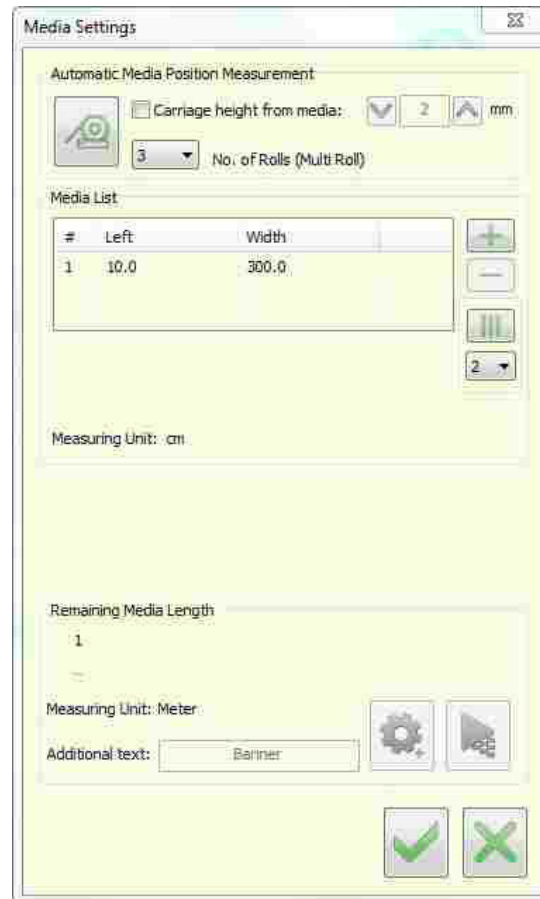 Media Settings
Automatic Media Position Measurement
Carriage height from media: 2 mm
3 No. of Rolls (Multi Roll)
Media List
# Left Width
1 10.0 300.0
2
Measuring Unit: cm
Remaining Media Length
1
Measuring Unit: Meter
Additional text: Banner